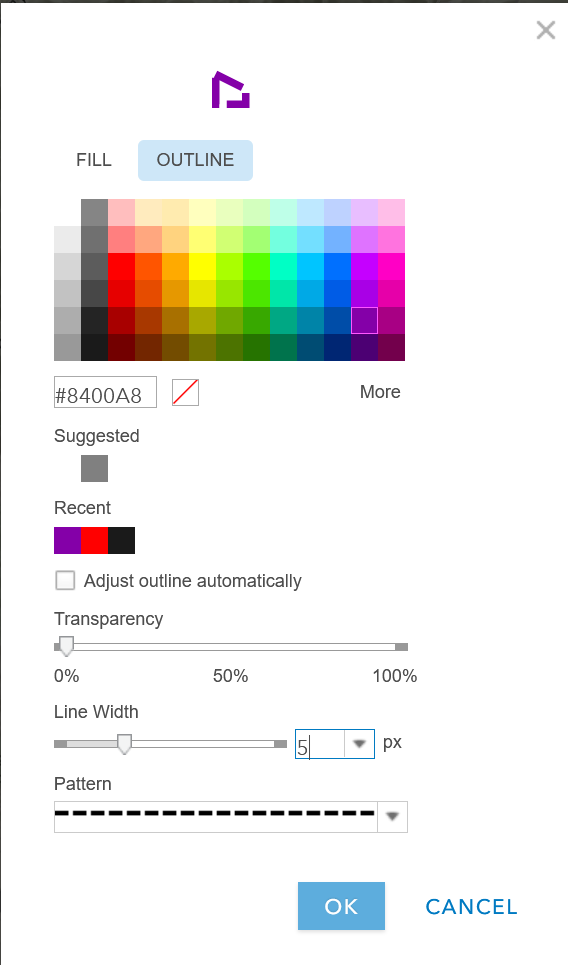 FILL OUTLINE
#8400A8 More
Suggested
Recent
Adjust outline automatically
Transparency
0% 50% 100%
Line Width
5 px
Pattern
OK CANCEL